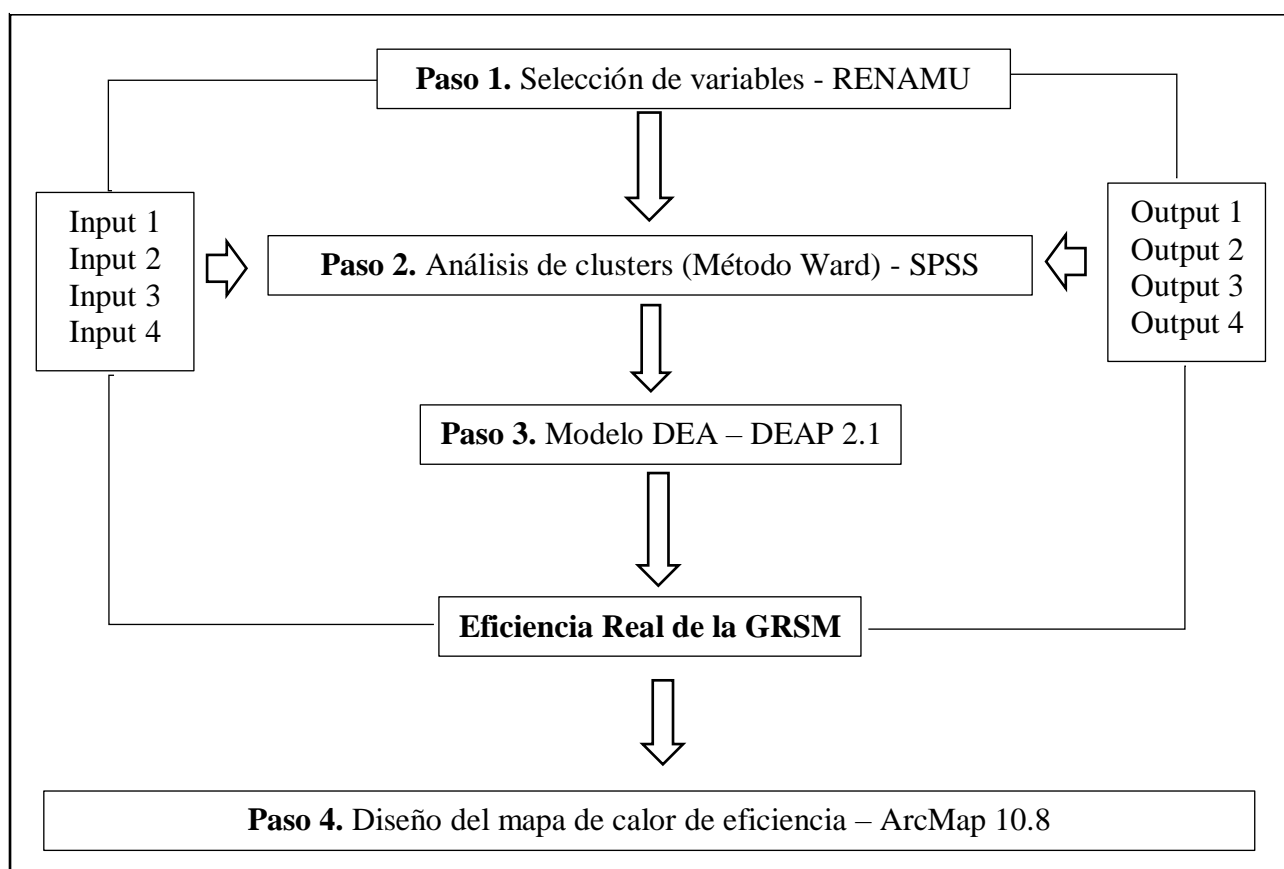 Paso 1. Selección de variables - RENAMU
Input 1
Input 2
Input 3
Input 4
Paso 2. Análisis de clusters (Método Ward) - SPSS
Output 1
Output 2
Output 3
Output 4
Paso 3. Modelo DEA – DEAP 2.1
Eficiencia Real de la GRSM
Paso 4. Diseño del mapa de calor de eficiencia – ArcMap 10.8